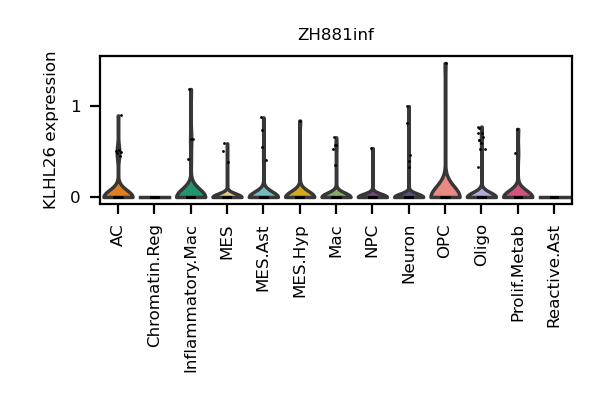 ZH881inf
KLHL26 expression
1
0
AC
Chromatin.Reg
Inflammatory.Mac
MES
MES.Ast
MES.Hyp
Mac
NPC
Neuron
OPC
Oligo
Prolif.Metab
Reactive.Ast